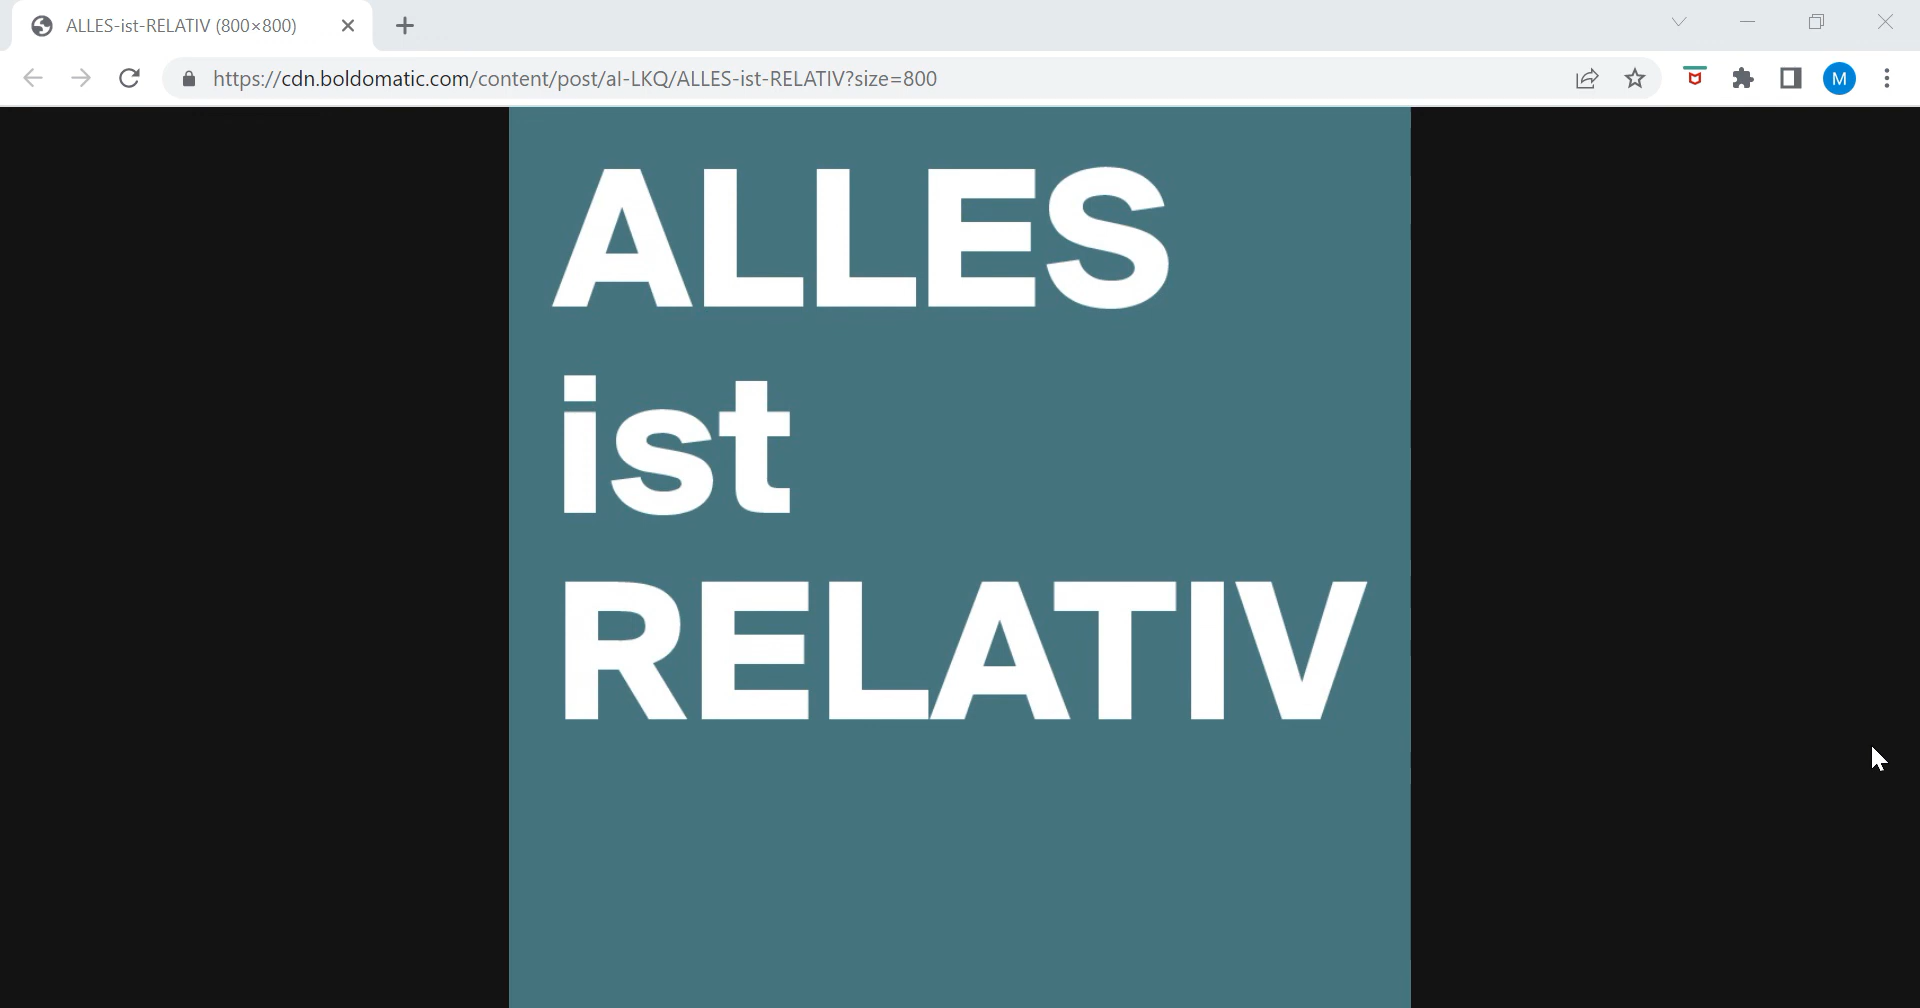 ALLES-ist-RELATIV (800×800)
https://cdn.boldomatic.com/content/post/al-LKQ/ALLES-ist-RELATIV?size=800
M
ALLES
ist
RELATIV